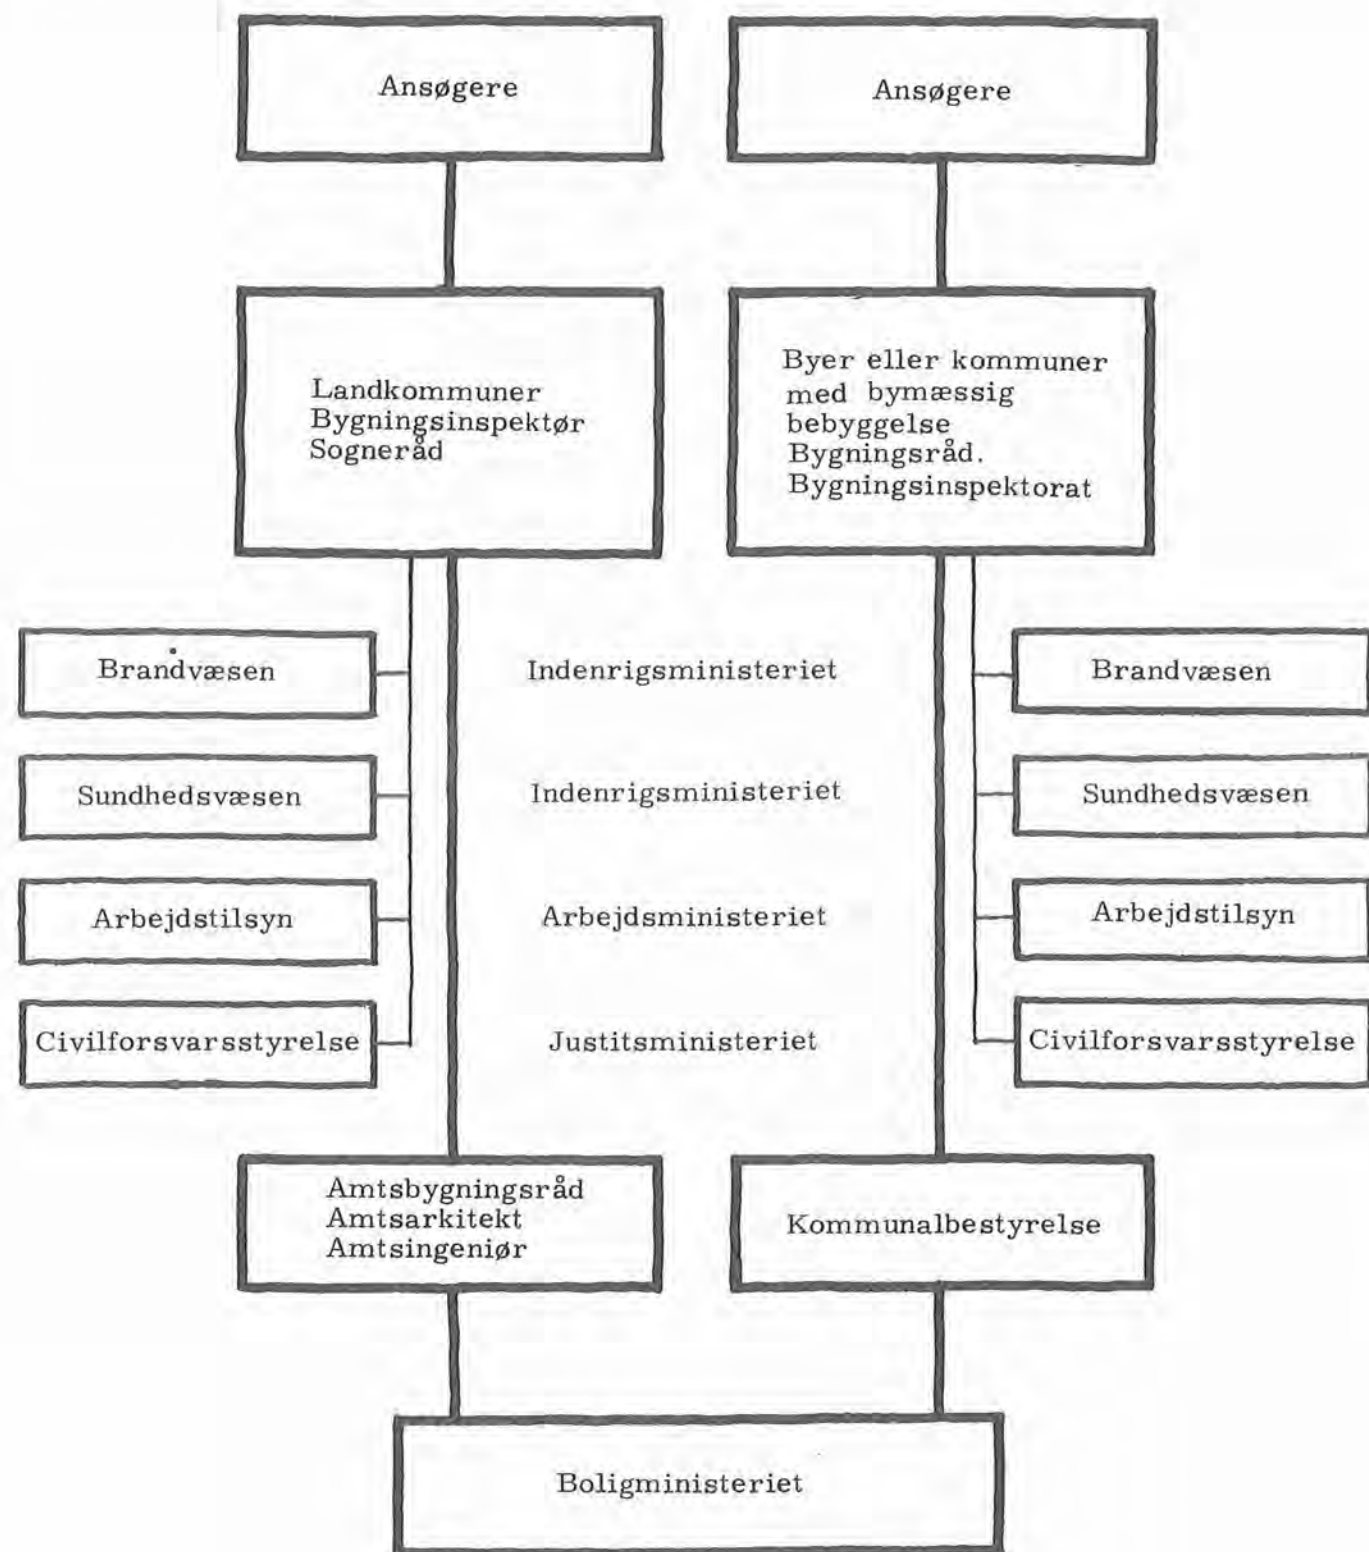 Ansøgere
Ansøgere
Landkommuner
Bygningsinspektør
Sogneråd
Byer eller kommuner
med bymæssig
bebyggelse
Bygningsråd.
Bygningsinspektorat
Brandvæsen
Indenrigsministeriet
Brandvæsen
Sundhedsvæsen
Indenrigsministeriet
Sundhedsvæsen
Arbejdstilsyn
Arbejdsministeriet
Arbejdstilsyn
Civilforsvarsstyrelse
Justitsministeriet
Civilforsvarsstyrelse
Amtsbygningsråd
Amtsarkitekt
Amtsingeniør
Kommunalbestyrelse
Boligministeriet